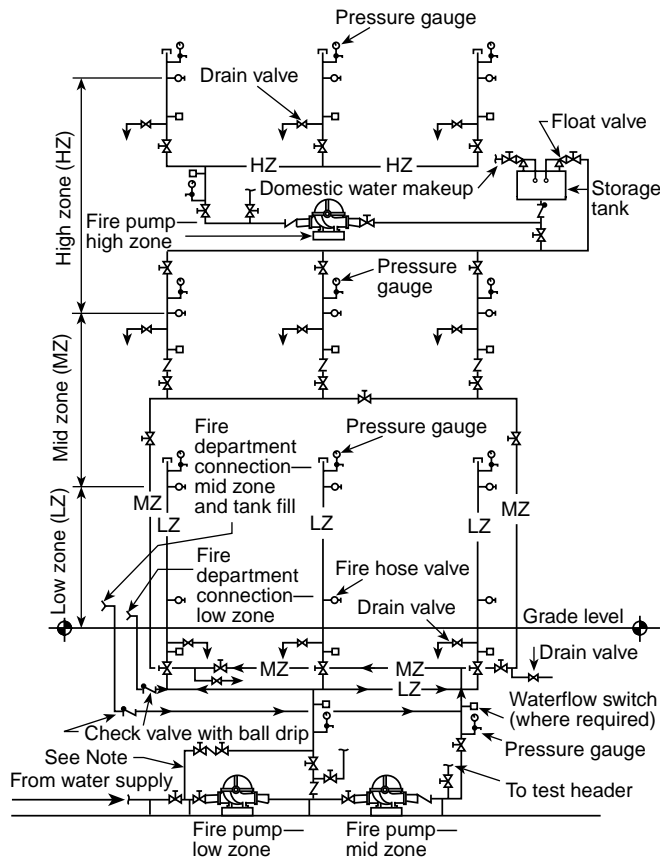 Pressure gauge
Drain valve
Float valve
High zone (HZ)
HZ
HZ
Domestic water makeup
Storage
tank
Fire pump
high zone
Pressure
gauge
Mid zone (MZ)
Fire
department
connection—
mid zone
and tank fill
Pressure gauge
MZ
LZ
LZ
LZ
MZ
Low zone (LZ)
Fire
department
connection—
low zone
Fire hose valve
Drain valve
Grade level
MZ
MZ
Drain valve
LZ
Check valve with ball drip
Waterflow switch
(where required)
See Note
Pressure gauge
From water supply
To test header
Fire pump—
low zone
Fire pump—
mid zone